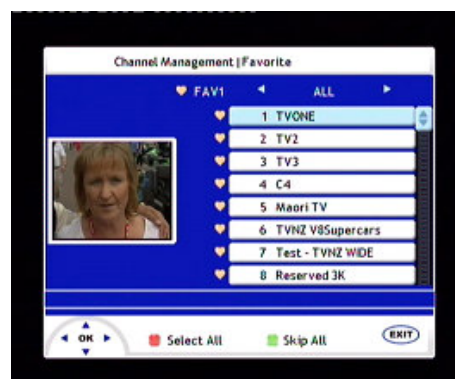 Channel Management | Favorite
FAV1 ALL
1 TVONE
2 TV2
3 TV3
4 C4
5 Maori TV
6 TVNZ V8Supercars
7 Test - TVNZ WIDE
8 Reserved 3K
OK Select All Skip All EXIT